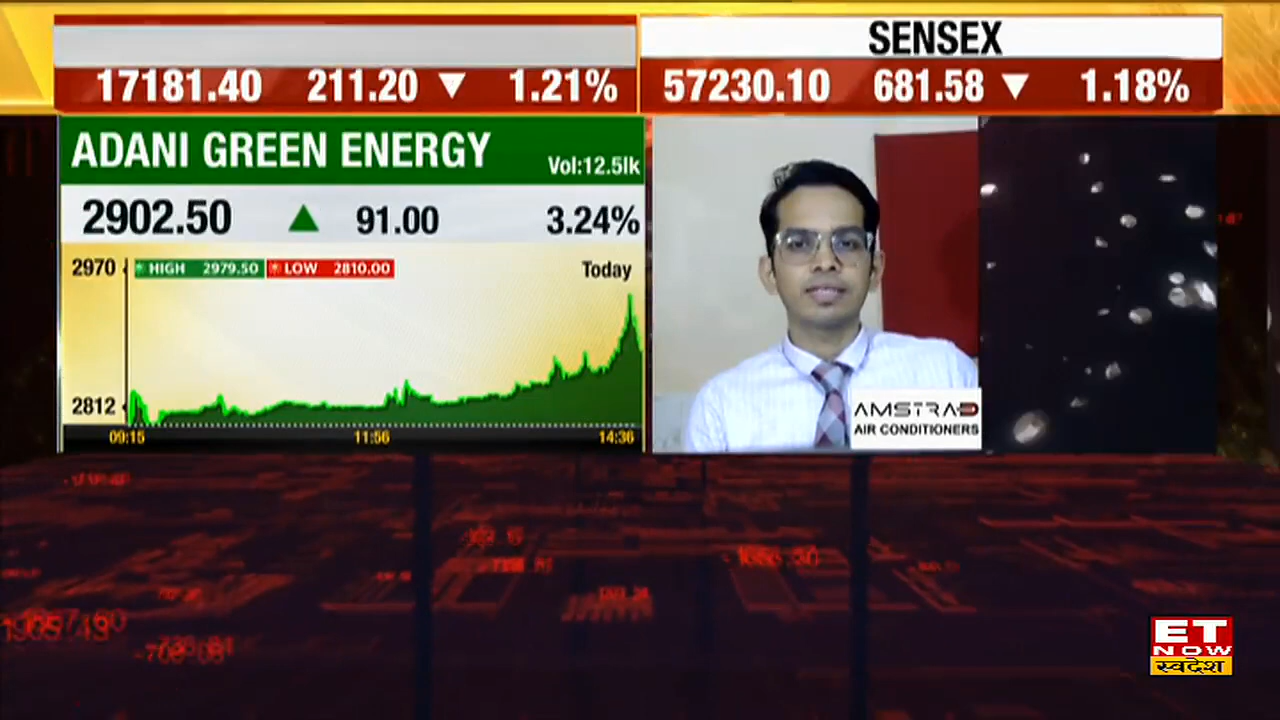 17181.40 211.20 ▼ 1.21%
SENSEX
57230.10 681.58 ▼ 1.18%
ADANI GREEN ENERGY Vol:12.5lk
2902.50 ▲ 91.00 3.24%
2970 HIGH 2979.50 LOW 2810.00 Today
2812
09:15 11:56 14:36
AMSTRAD
AIR CONDITIONERS
ET
NOW
स्वदेश